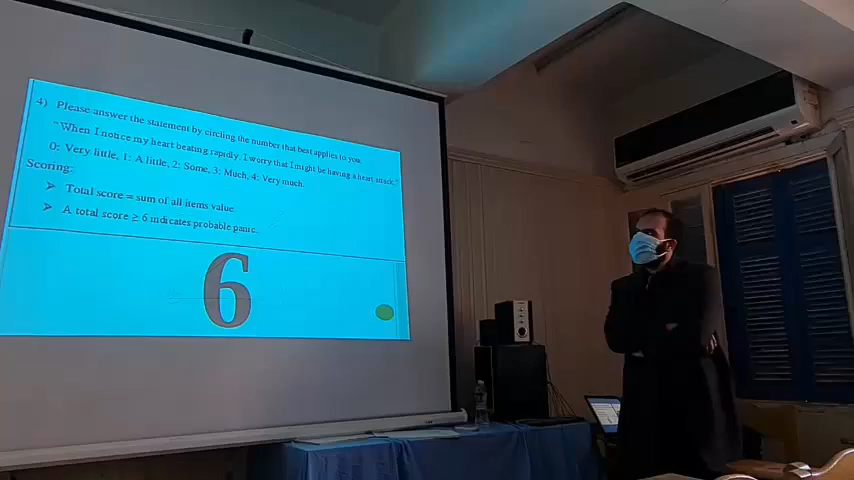 4) Please answer the statement by circling the number that best applies to you.
"When I notice my heart beating rapidly, I worry that I might be having a heart attack."
0: Very little, 1: A little, 2: Some, 3: Much, 4: Very much.
Scoring:
➤ Total score = sum of all items value.
➤ A total score ≥ 6 indicates probable panic.
6